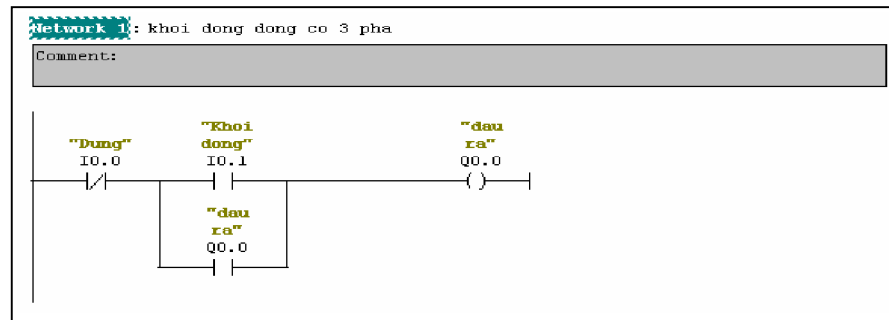 Network 1: khoi dong dong co 3 pha
Comment:
"Dung"
I0.0
"Khoi
dong"
I0.1
"dau
ra"
Q0.0
"dau
ra"
Q0.0